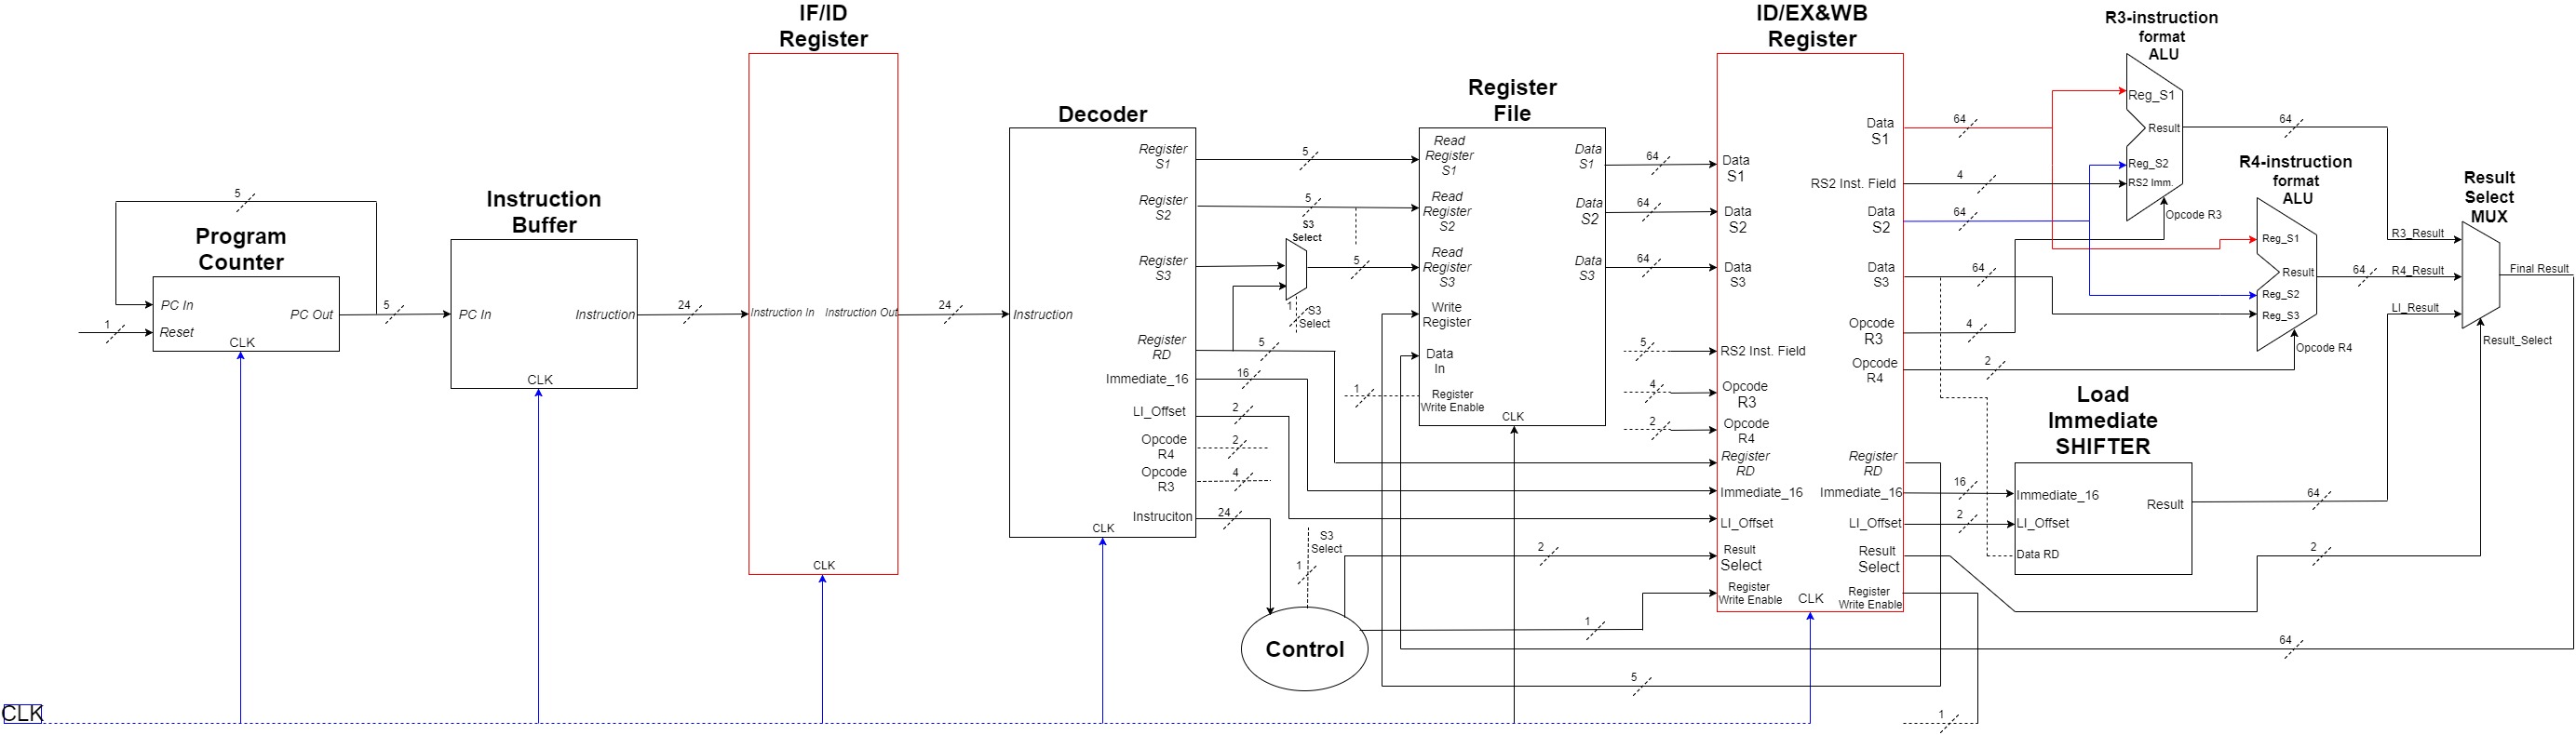 IF/ID
Register
ID/EX&WB
Register
R3-instruction
format
ALU
Decoder
Register
File
Program
Counter
Instruction
Buffer
R4-instruction
format
ALU
Result
Select
MUX
5
PC In
Reset
PC Out
CLK
1
5
PC In
Instruction
CLK
24
Instruction In
Instruction Out
CLK
24
Instruction
Register
S1
Register
S2
Register
S3
Register
RD
Immediate_16
LI_Offset
Opcode
R4
Opcode
R3
Instruciton
CLK
5
5
S3
Select
5
1
S3
Select
5
16
2
2
4
24
S3
Select
1
Control
2
1
Read
Register
S1
Read
Register
S2
Read
Register
S3
Write
Register
Data
In
Register
Write Enable
1
CLK
Data
S1
Data
S2
Data
S3
64
64
64
5
4
2
Data
S1
Data
S2
Data
S3
RS2 Inst. Field
Opcode
R3
Opcode
R4
Register
RD
Immediate_16
LI_Offset
Result
Select
Register
Write Enable
CLK
Data
S1
RS2 Inst. Field
Data
S2
Data
S3
Opcode
R3
Opcode
R4
Register
RD
Immediate_16
LI_Offset
Result
Select
Register
Write Enable
64
4
64
64
4
2
16
2
Reg_S1
Result
Reg_S2
RS2 Imm.
Opcode R3
64
Reg_S1
Result
Reg_S2
Reg_S3
Opcode R4
64
R3_Result
R4_Result
LI_Result
Final Result
Result_Select
Load
Immediate
SHIFTER
Immediate_16
Result
LI_Offset
Data RD
64
2
64
5
1
CLK